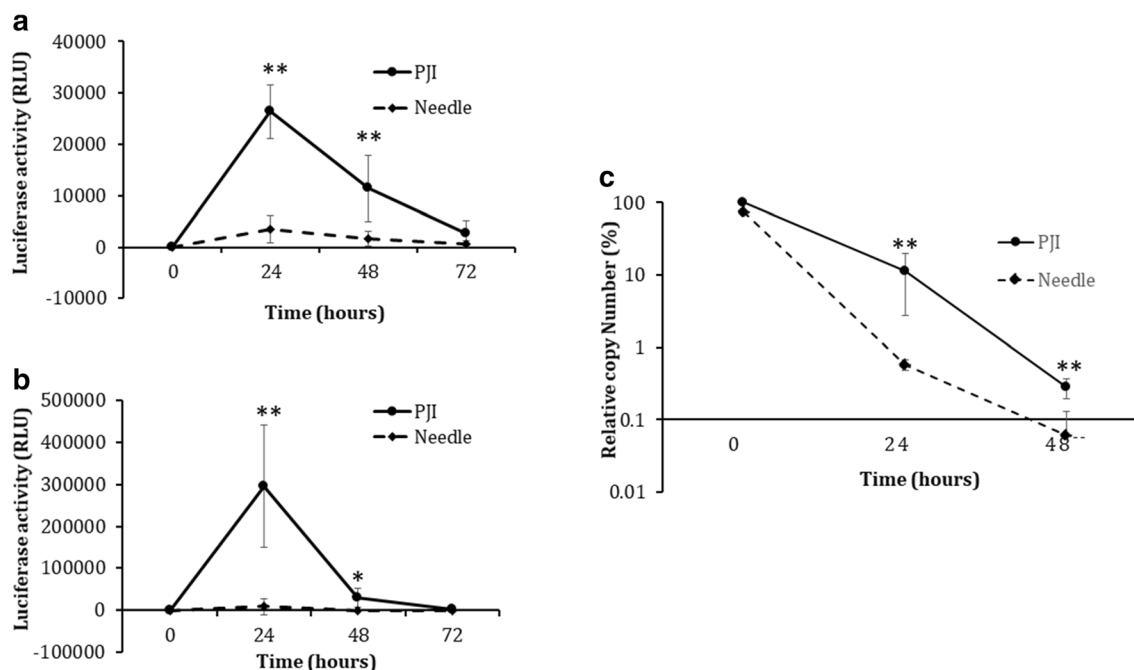 a
Luciferase activity (RLU)
40000
30000
20000
10000
0
-10000
**
**
PJI
Needle
0 24 48 72
Time (hours)
b
Luciferase activity (RLU)
500000
400000
300000
200000
100000
0
-100000
**
*
PJI
Needle
0 24 48 72
Time (hours)
c
Relative copy Number (%)
100
10
1
0.1
0.01
**
**
PJI
Needle
0 24 48
Time (hours)